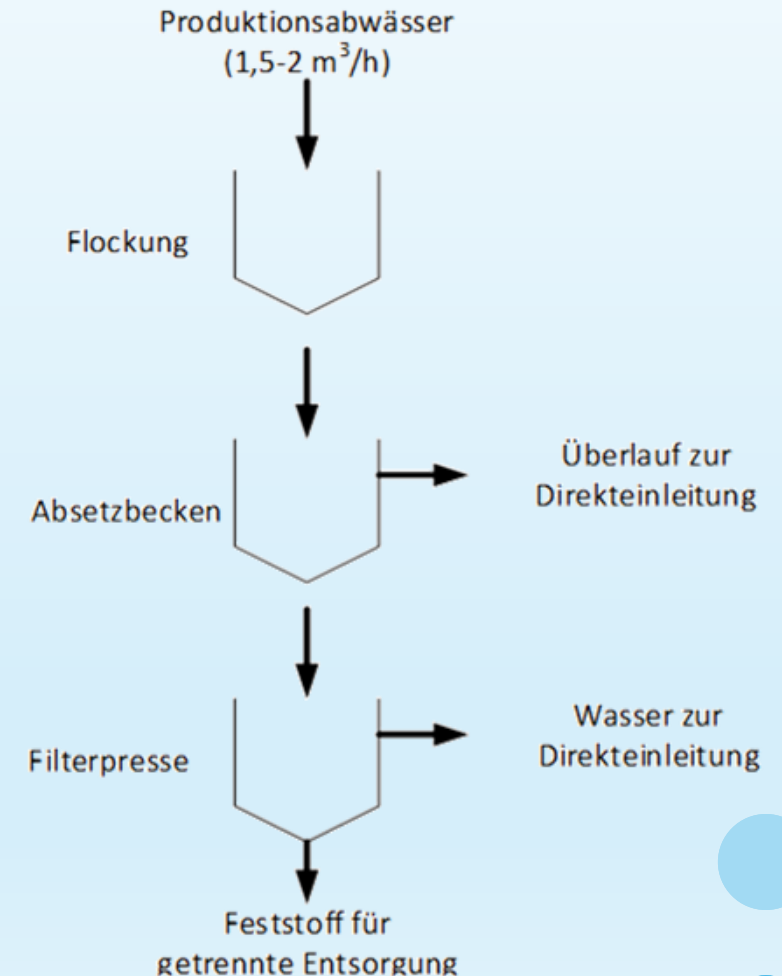 Produktionsabwässer
(1,5-2 m³/h)
Flockung
Absetzbecken
Überlauf zur
Direkteinleitung
Filterpresse
Wasser zur
Direkteinleitung
Feststoff für
getrennte Entsorgung